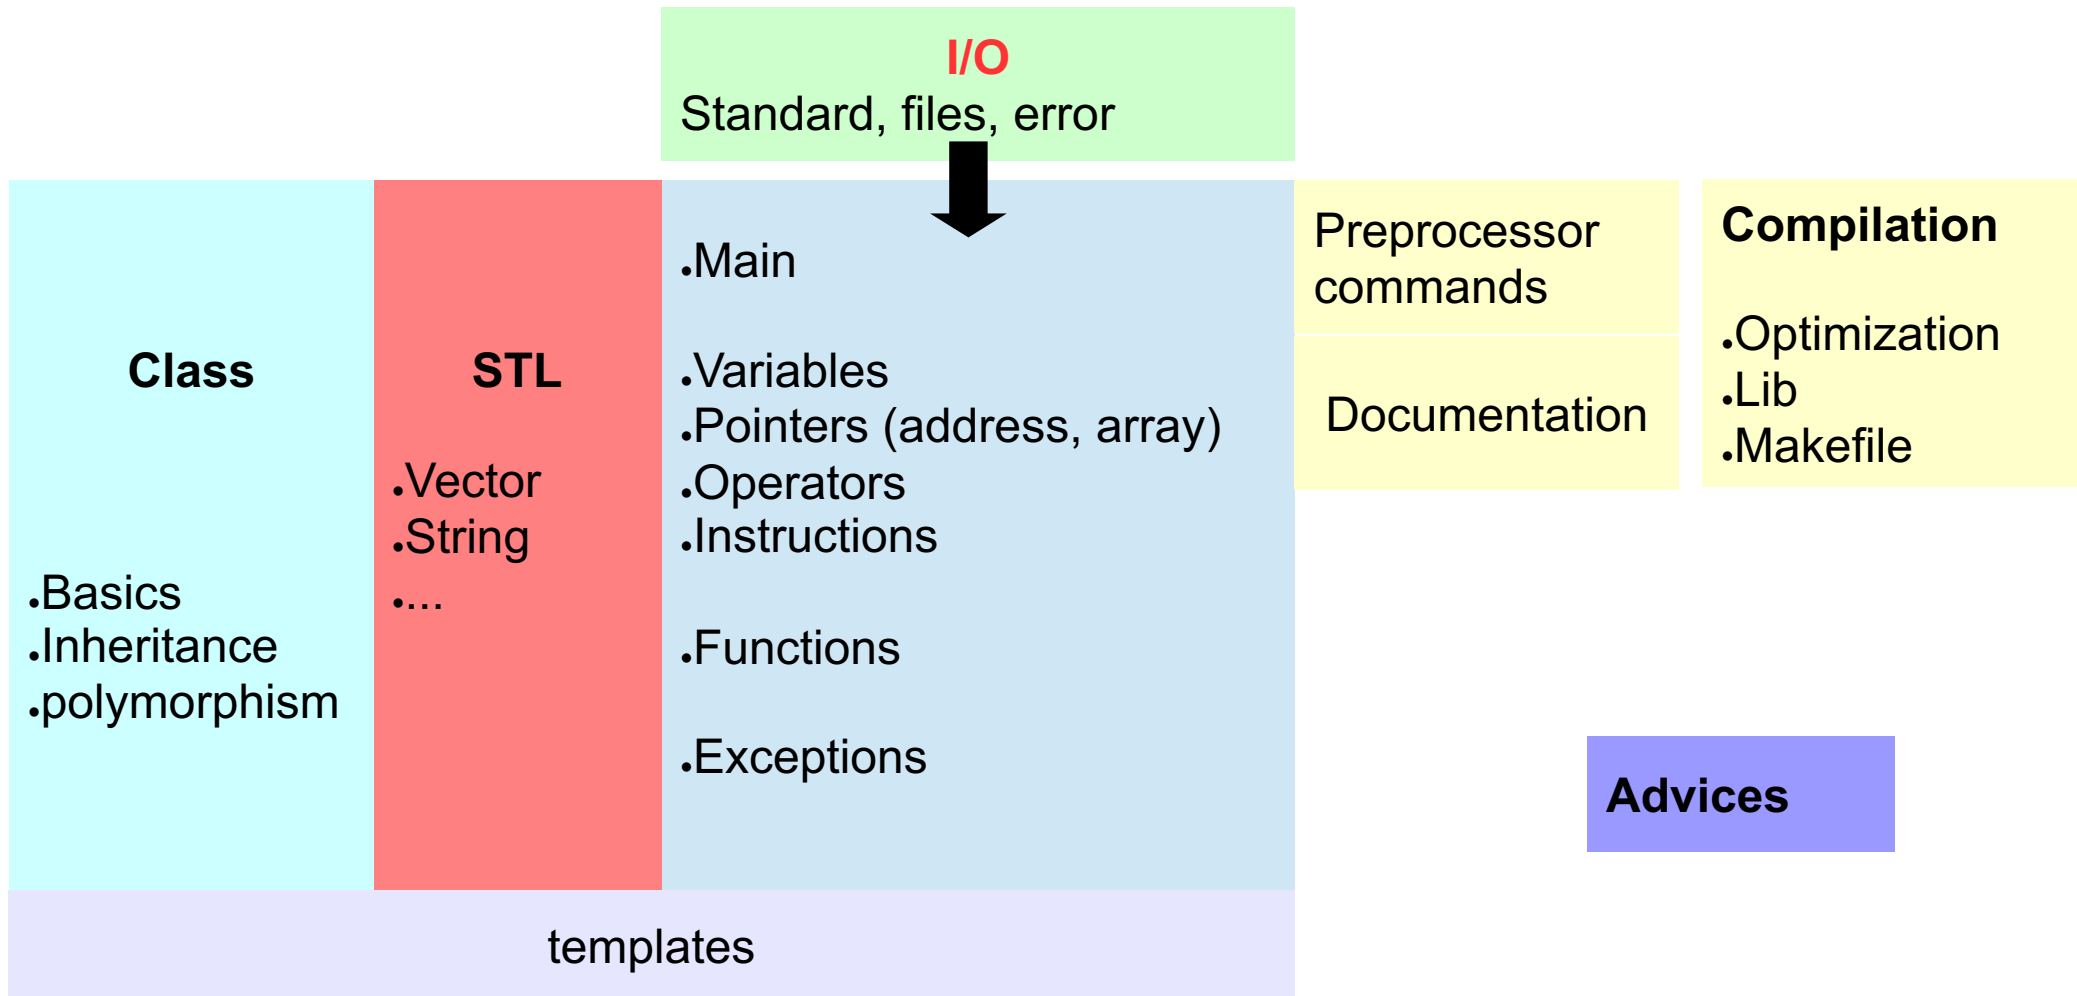 I/O
Standard, files, error
Class
●Basics
●Inheritance
●polymorphism
STL
●Vector
●String
●...
●Main
●Variables
●Pointers (address, array)
●Operators
●Instructions
●Functions
●Exceptions
Preprocessor
commands
Documentation
Compilation
●Optimization
●Lib
●Makefile
Advices
templates